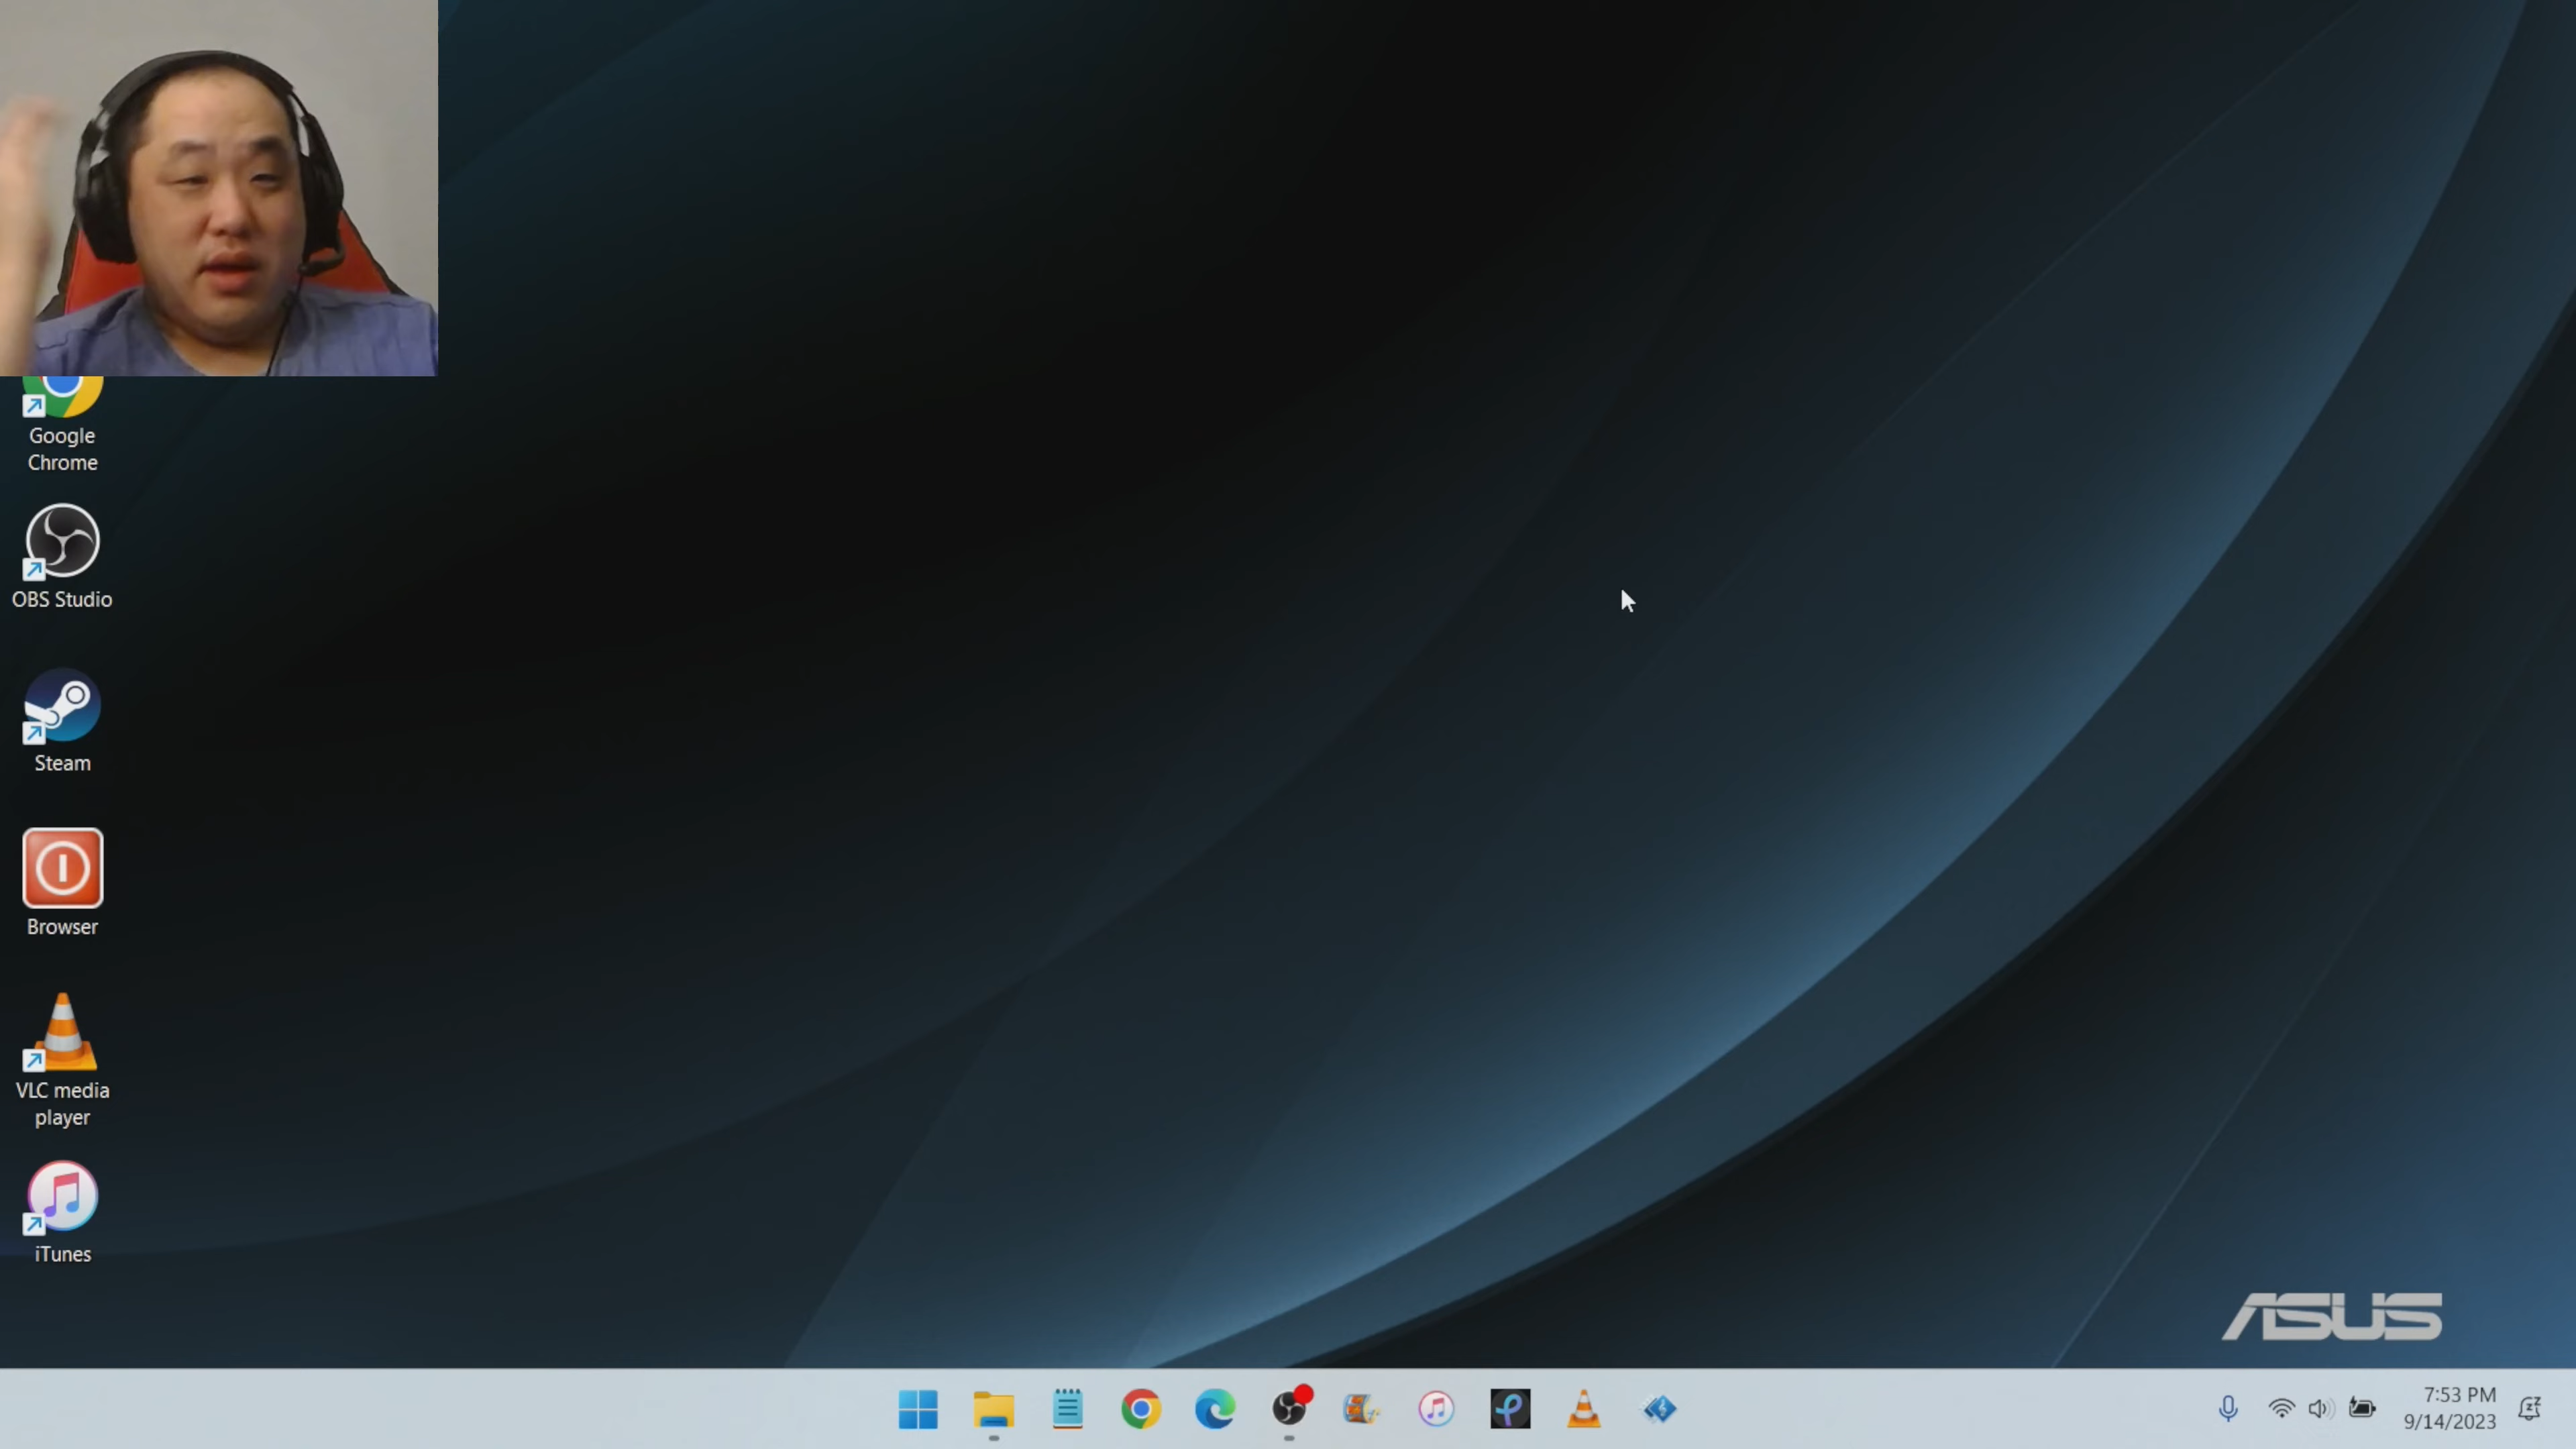 Google
Chrome
OBS Studio
Steam
Browser
VLC media
player
iTunes
ASUS
7:53 PM
9/14/2023